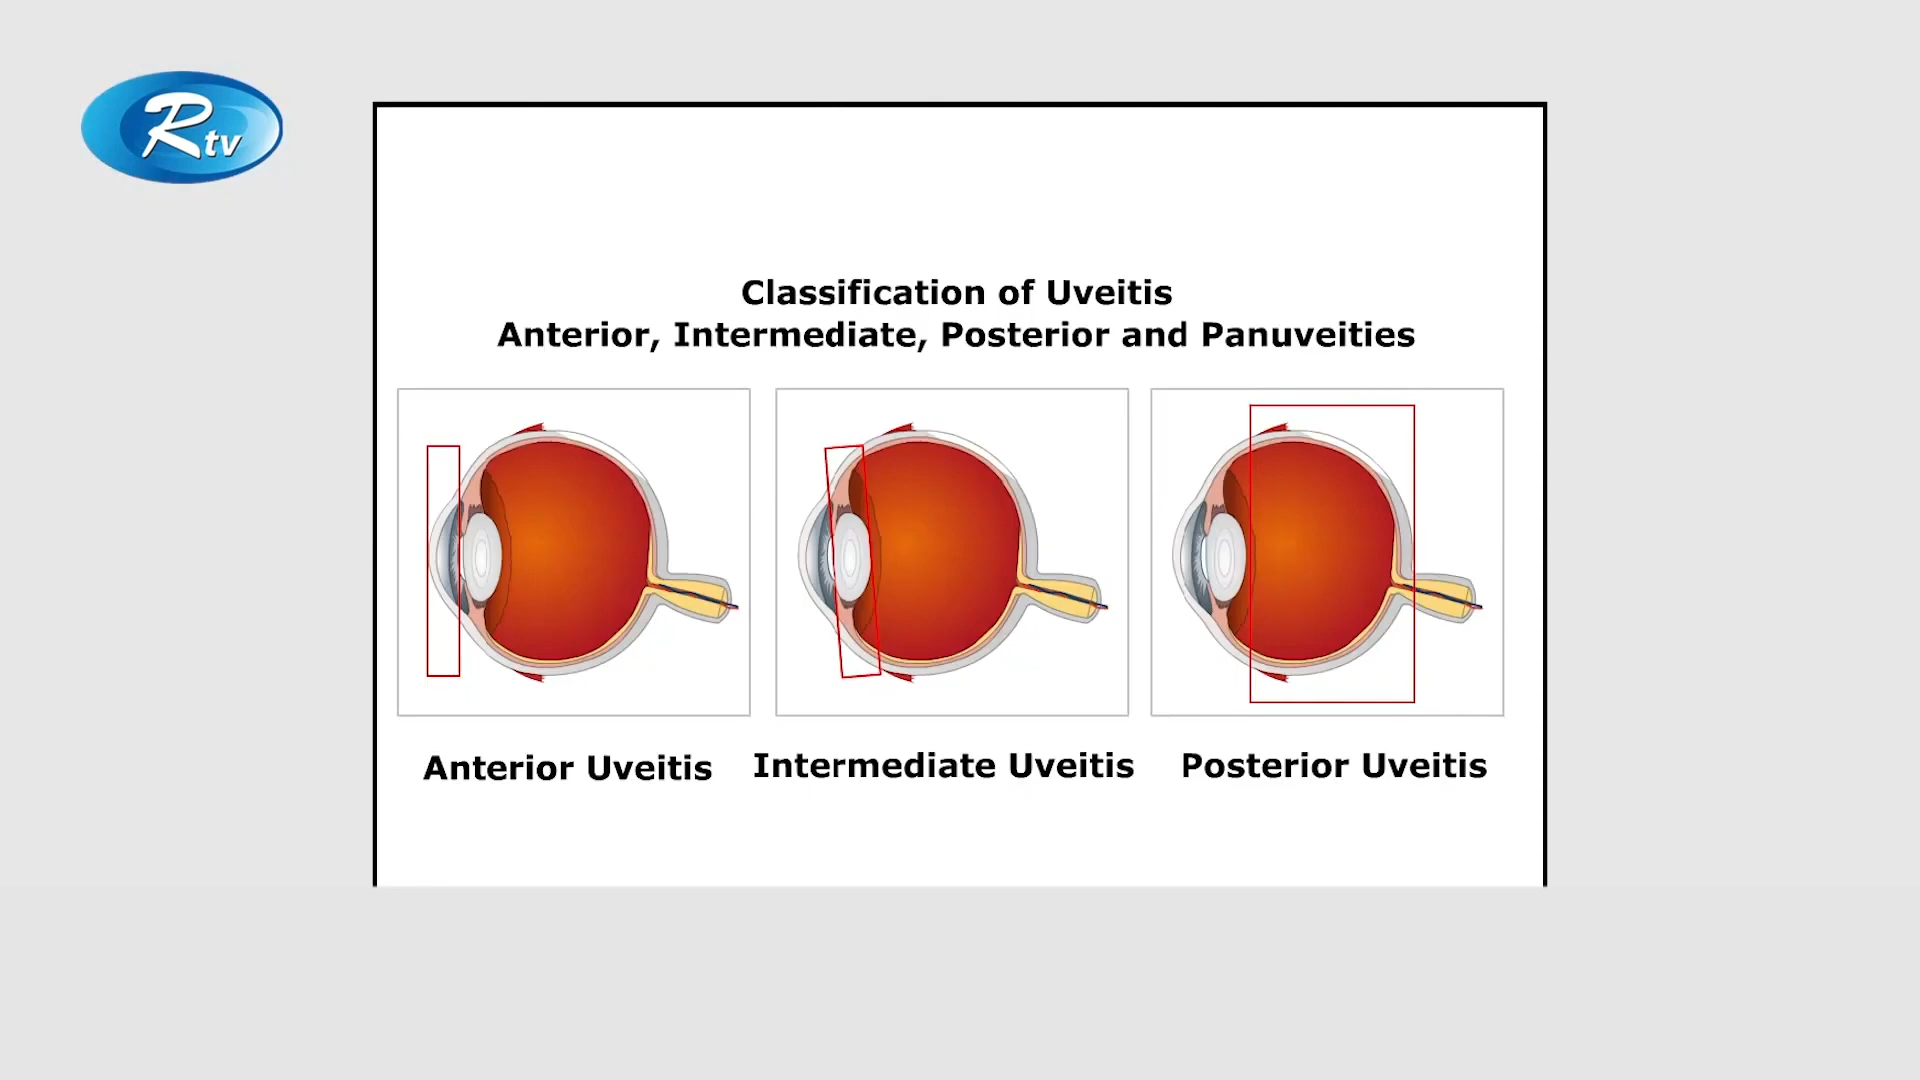 Rtv
Classification of Uveitis
Anterior, Intermediate, Posterior and Panuveities
Anterior Uveitis
Intermediate Uveitis
Posterior Uveitis